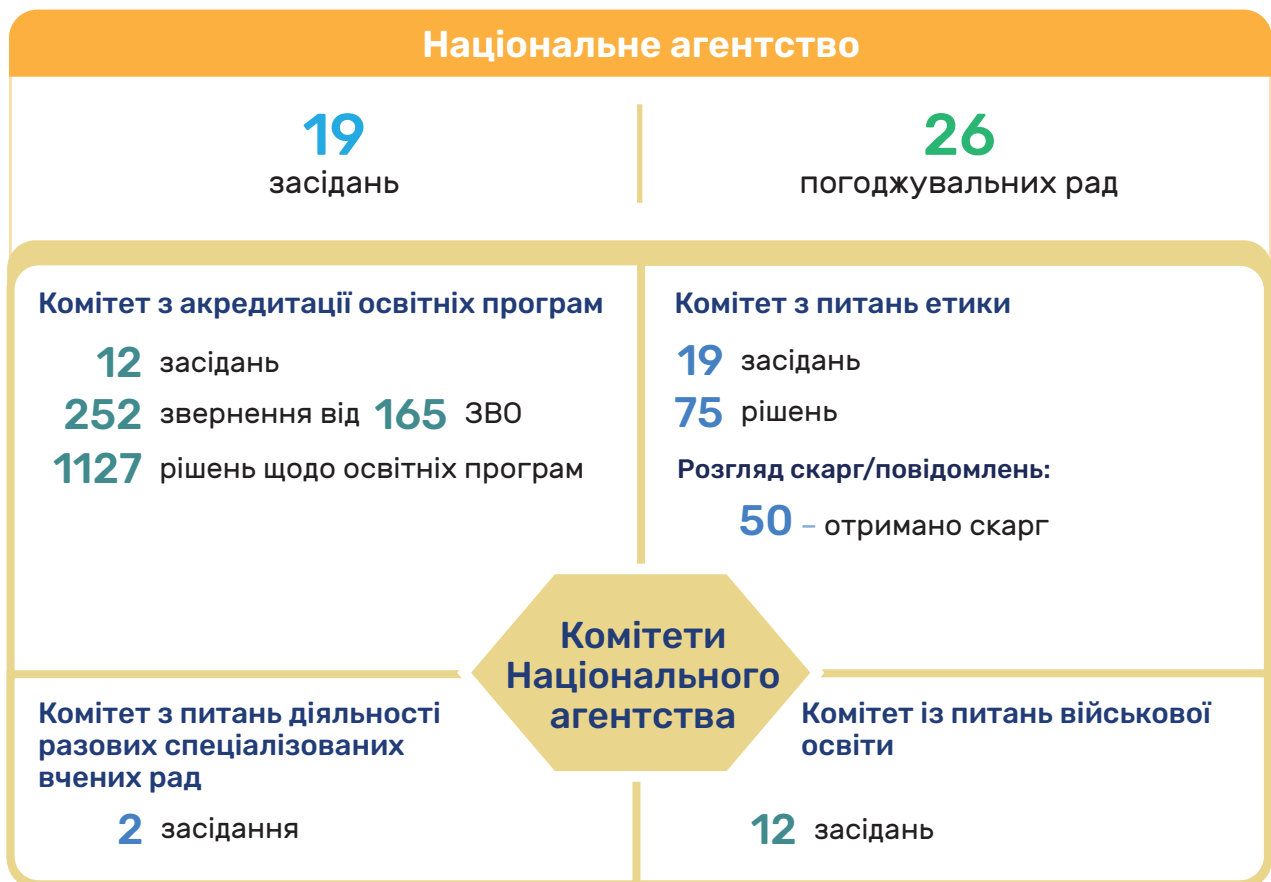 Національне агентство
19
засідань
26
погоджувальних рад
Комітет з акредитації освітніх програм
12 засідань
252 звернення від 165 ЗВО
1127 рішень щодо освітніх програм
Комітет з питань етики
19 засідань
75 рішень
Розгляд скарг/повідомлень:
50 – отримано скарг
Комітети
Національного
агентства
Комітет з питань діяльності
разових спеціалізованих
вчених рад
2 засідання
Комітет із питань військової
освіти
12 засідань